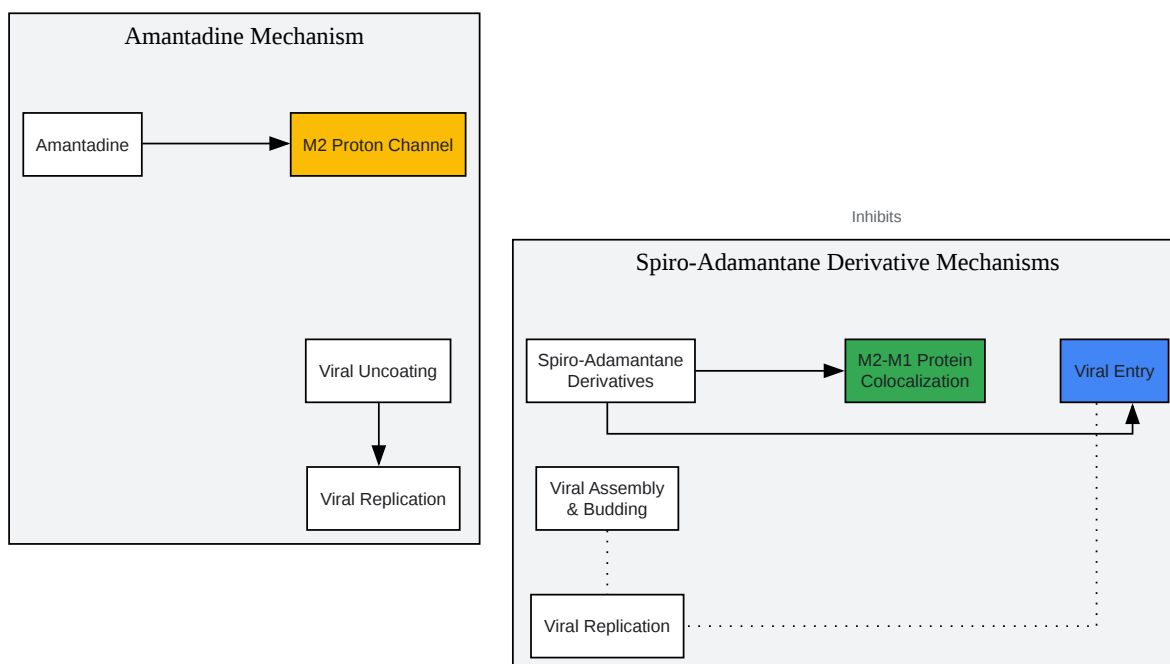 Amantadine Mechanism
Amantadine
M2 Proton Channel
Viral Uncoating
Viral Replication
Inhibits
Spiro-Adamantane Derivative Mechanisms
Spiro-Adamantane
Derivatives
M2-M1 Protein
Colocalization
Viral Entry
Viral Assembly
& Budding
Viral Replication